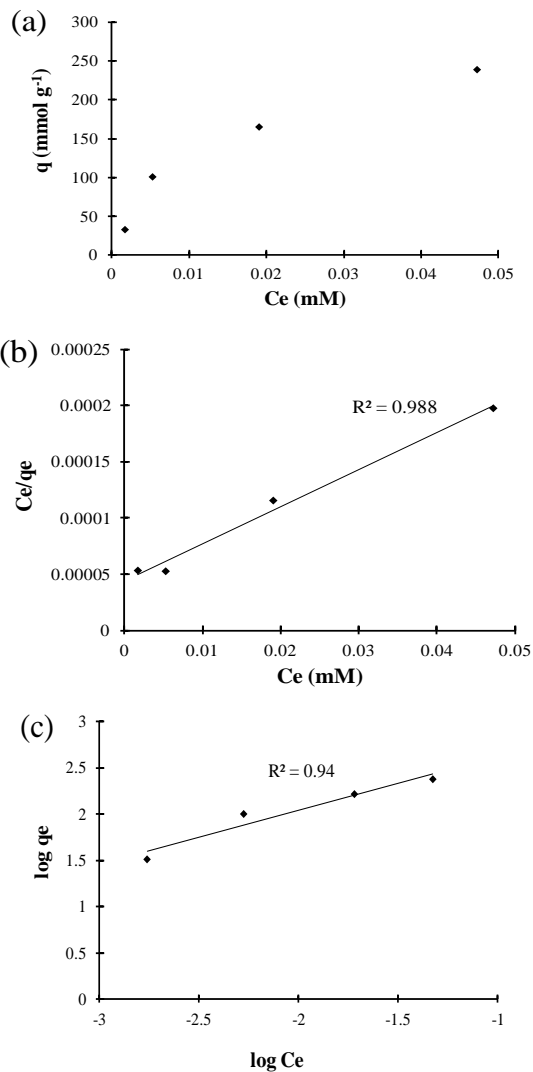 (a)
300
250
200
150
100
50
0
q (mmol g⁻¹)
0 0.01 0.02 0.03 0.04 0.05
Ce (mM)
(b)
0.00025
0.0002
0.00015
0.0001
0.00005
0
Ce/qe
R² = 0.988
0 0.01 0.02 0.03 0.04 0.05
Ce (mM)
(c)
3
2.5
2
1.5
1
0.5
0
log qe
R² = 0.94
-3 -2.5 -2 -1.5 -1
log Ce